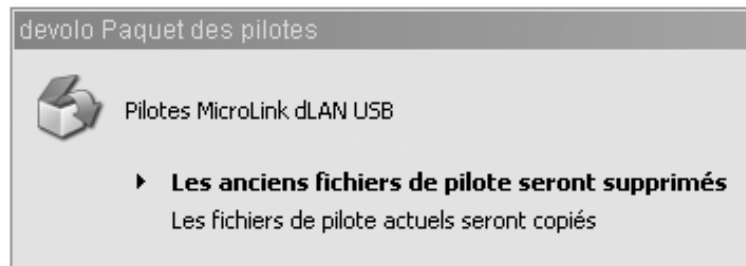 devolo Paquet des pilotes
Pilotes MicroLink dLAN USB
Les anciens fichiers de pilote seront supprimés
Les fichiers de pilote actuels seront copiés